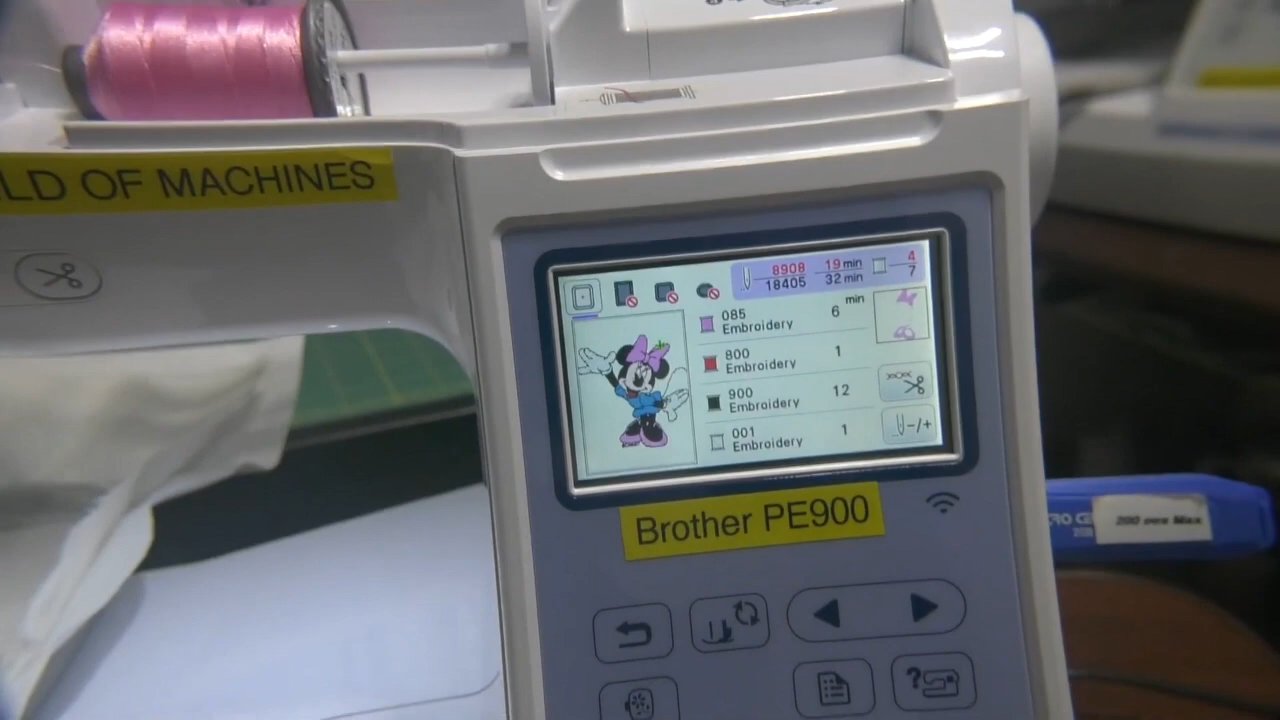 LD OF MACHINES
8908 19 min 4
18405 32 min 7
min
085 6
Embroidery
800 1
Embroidery
900 12
Embroidery
001 1
Embroidery
-/+
Brother PE900
200 ovs Max
?